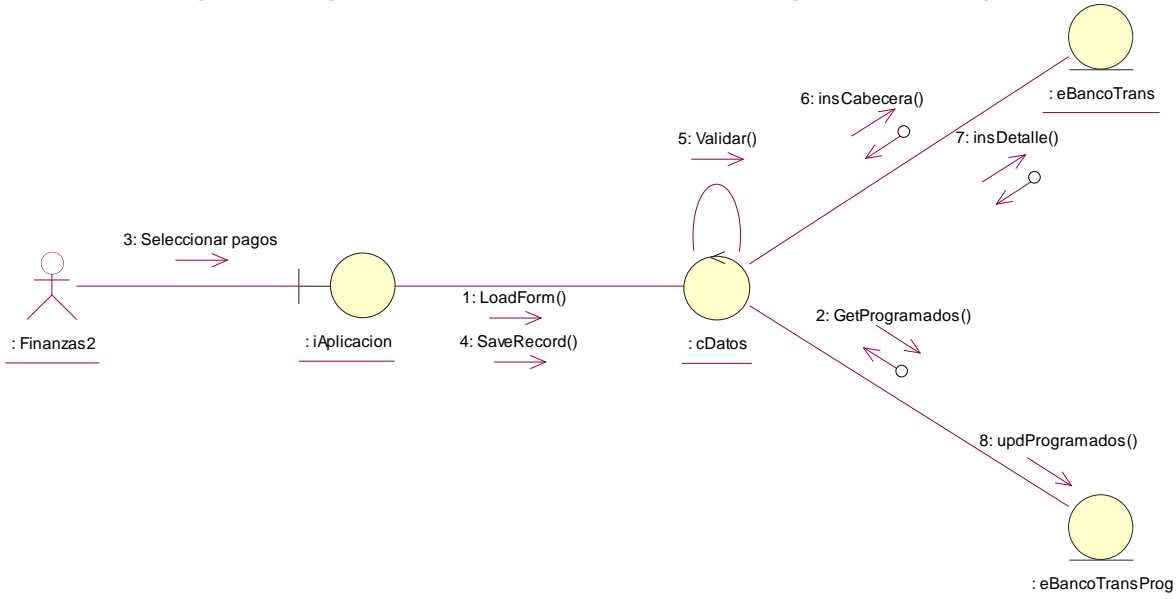 : eBancoTrans
6: insCabecera()
7: insDetalle()
5: Validar()
3: Seleccionar pagos
1: LoadForm()
4: SaveRecord()
2: GetProgramados()
: Finanzas2
: iAplicacion
: cDatos
8: updProgramados()
: eBancoTransProg